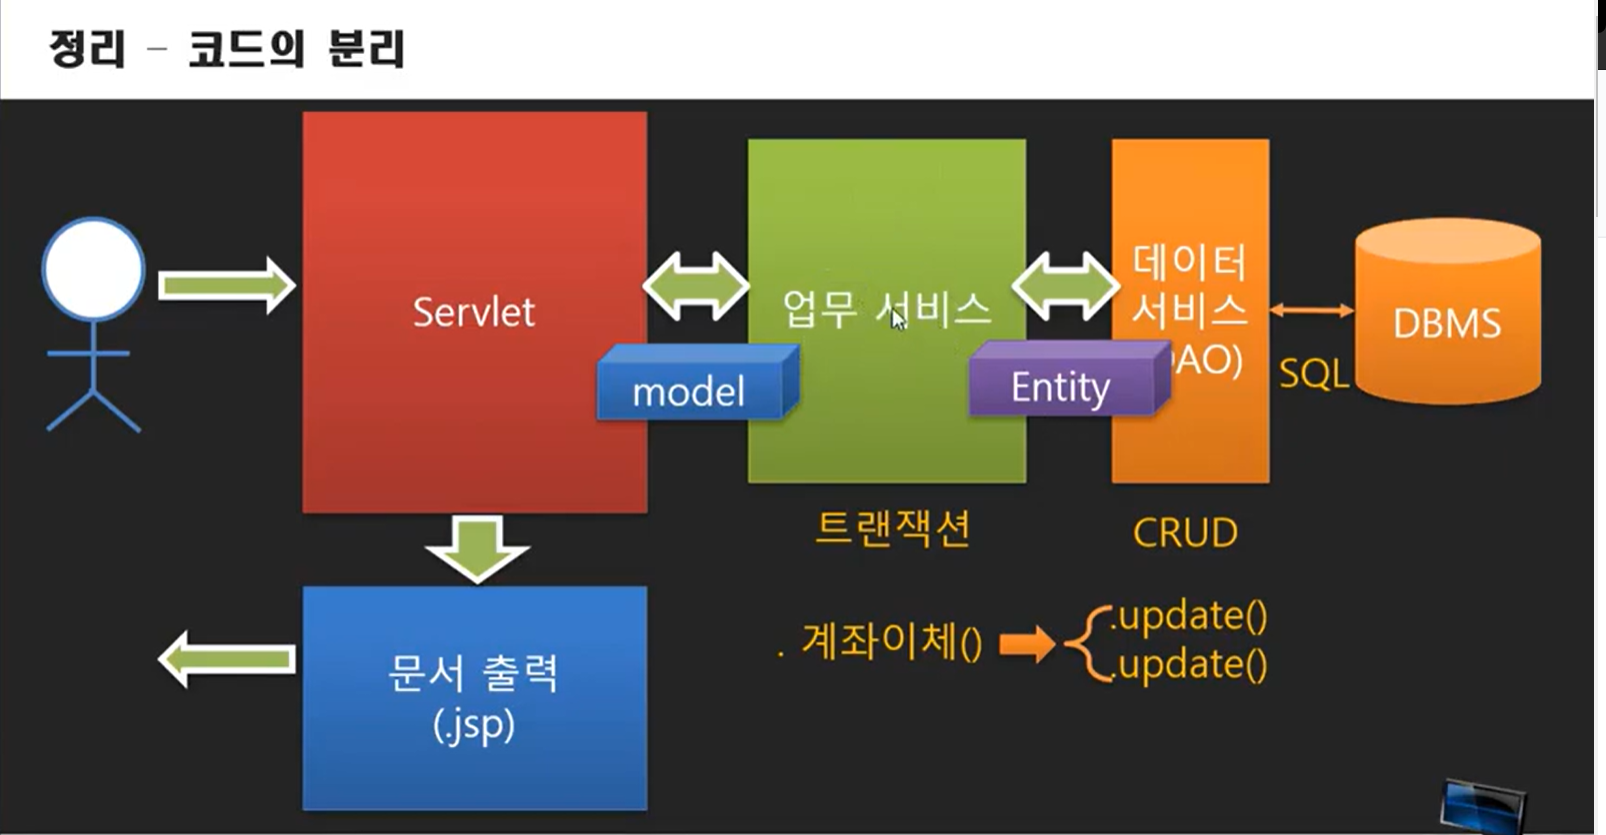 정리 – 코드의 분리
Servlet
model
업무 서비스
Entity
데이터
서비스
DAO)
SQL
DBMS
트랜잭션
CRUD
. 계좌이체()
.update()
.update()
문서 출력
(.jsp)